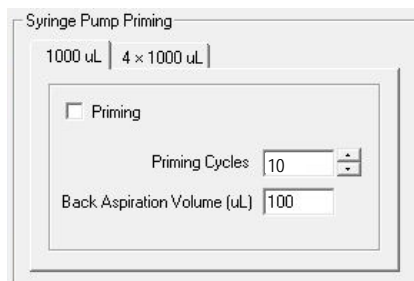 Syringe Pump Priming
1000 uL 4 × 1000 uL
Priming
Priming Cycles 10
Back Aspiration Volume (uL) 100